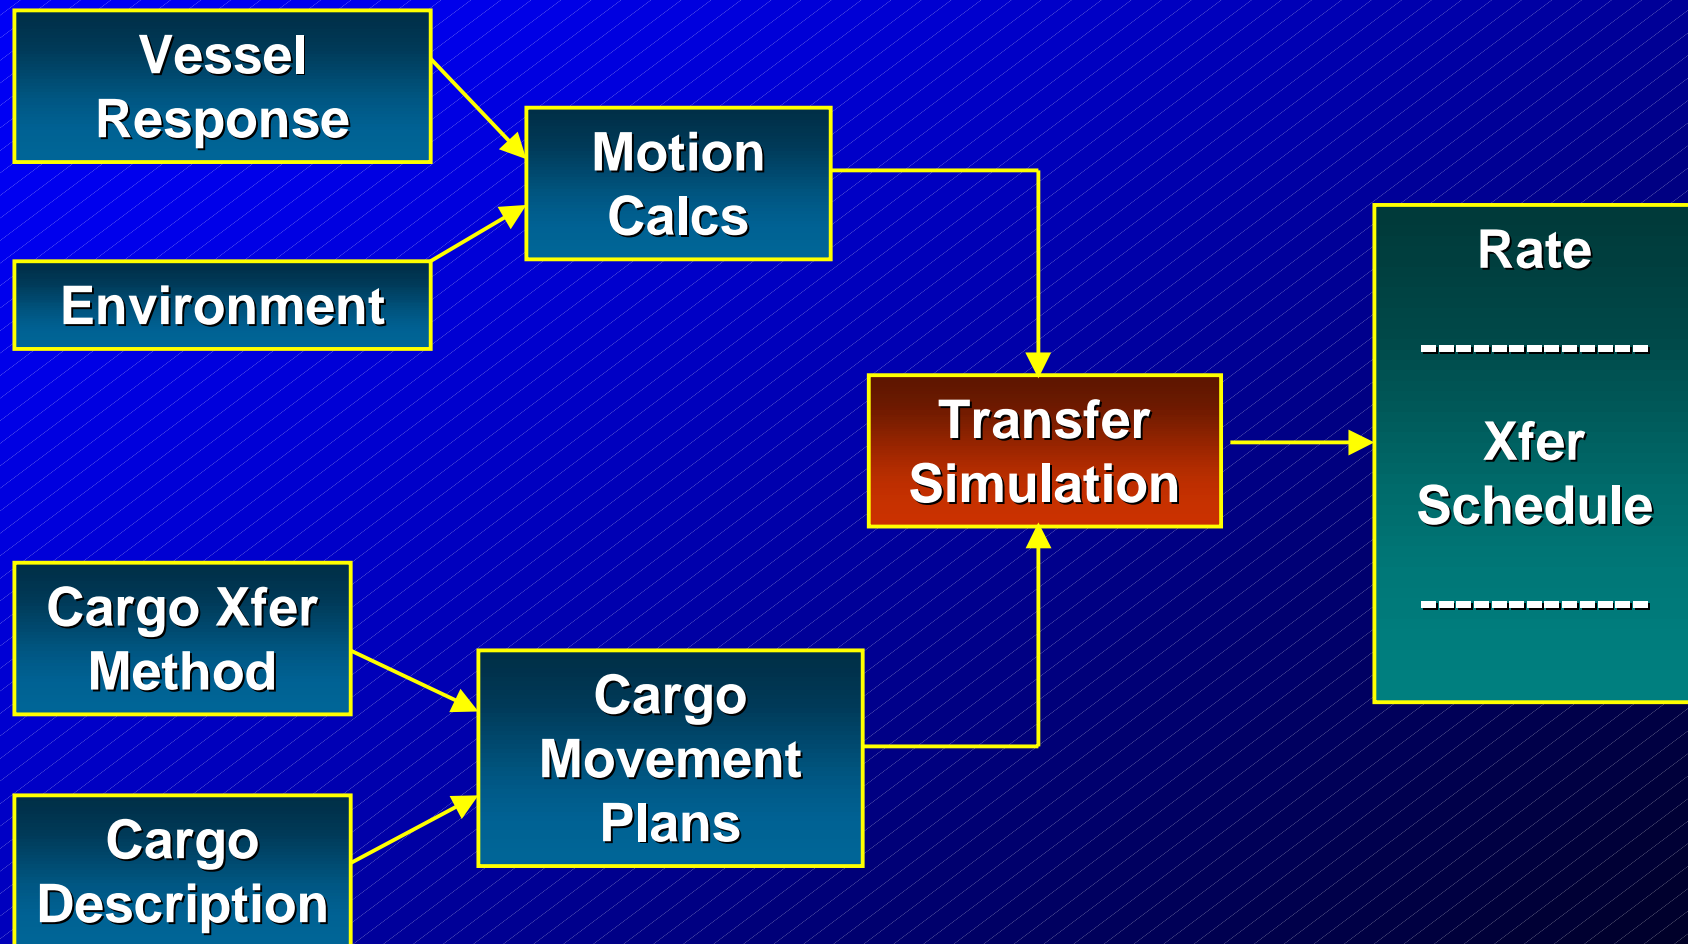 Vessel
Response
Environment
Motion
Calcs
Cargo Xfer
Method
Cargo
Description
Cargo
Movement
Plans
Transfer
Simulation
Rate
-------------
Xfer
Schedule
-------------